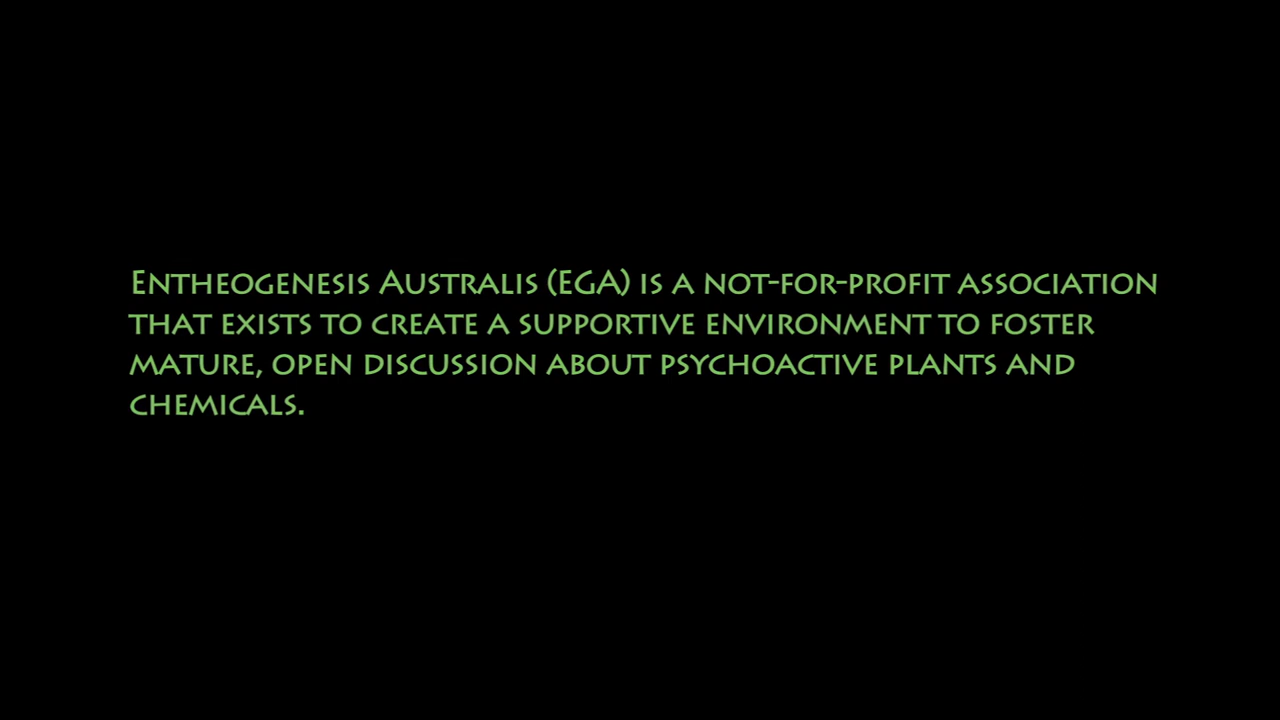 Entheogenesis Australis (EGA) is a not-for-profit association
that exists to create a supportive environment to foster
mature, open discussion about psychoactive plants and
chemicals.